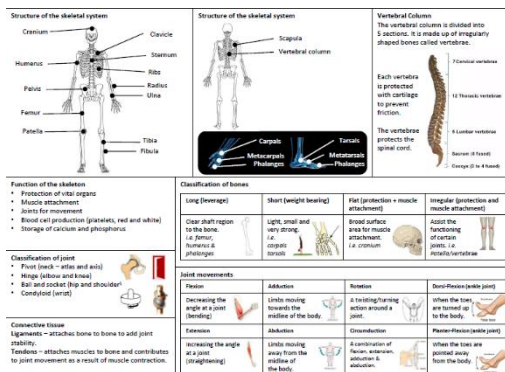 Structure of the skeletal system
Cranium
Clavicle
Sternum
Humerus
Ribs
Pelvis
Radius
Ulna
Femur
Patella
Tibia
Fibula
Structure of the skeletal system
Scapula
Vertebral column
Carpals
Metacarpals
Phalanges
Tarsals
Metatarsals
Phalanges
Vertebral Column
The vertebral column is divided into
5 sections. It is made up of irregularly
shaped bones called vertebrae.
Each vertebra
is protected
with cartilage
to prevent
friction.
The vertebrae
protects the
spinal cord.
7 Cervical vertebrae
12 Thoracic vertebrae
5 Lumbar vertebrae
Sacrum (5 fused)
Coccyx (3 to 4 fused)
Function of the skeleton
• Protection of vital organs
• Muscle attachment
• Joints for movement
• Blood cell production (platelets, red and white)
• Storage of calcium and phosphorus
Classification of joint
• Pivot (neck – atlas and axis)
• Hinge (elbow and knee)
• Ball and socket (hip and shoulder)
• Condyloid (wrist)
Connective tissue
Ligaments – attaches bone to bone to add joint
stability.
Tendons – attaches muscles to bone and contributes
to joint movement as a result of muscle contraction.
Classification of bones
Long (leverage)
Short (weight bearing)
Flat (protection + muscle
attachment)
Irregular (protection and
muscle attachment)
Clear shaft region
to the bone.
i.e. femur,
humerus &
phalanges
Light, small and
very strong.
i.e.
carpals
tarsals
Broad surface
area for muscle
attachment.
i.e. cranium
Assist the
functioning
of certain
joints. i.e.
Patella/vertebrae
Joint movements
Flexion
Adduction
Rotation
Dorsi-Flexion (ankle joint)
Decreasing the
angle at a joint
(bending)
Limbs moving
towards the
midline of the body.
A twisting/turning
action around a
joint.
When the toes
are turned up
to the body.
Extension
Abduction
Circumduction
Planter-Flexion (ankle joint)
Increasing the angle
at a joint
(straightening)
Limbs moving
away from the
midline of
the body.
A combination of
flexion, extension,
adduction &
abduction.
When the toes are
pointed away
from the body.